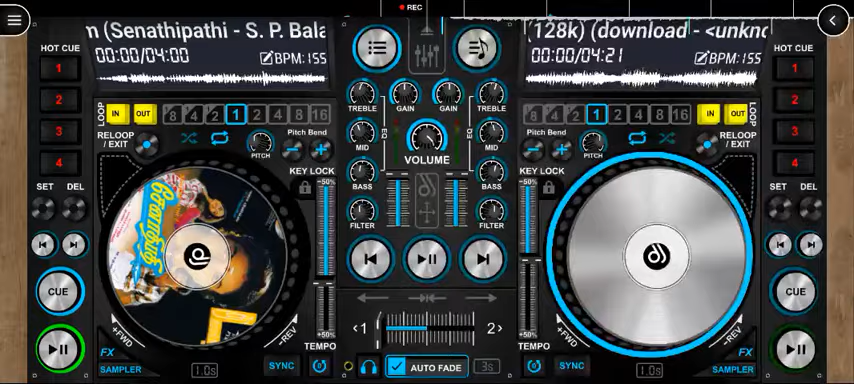 REC
m (Senathipathi - S. P. Bala
00:00/04:00
BPM:155
(128k) (download - <unkno
00:00/04:21
BPM:155
HOT CUE
1
2
3
4
SET
DEL
CUE
LOOP
IN
OUT
8
4
2
1
2
4
8
16
RELOOP
/ EXIT
PITCH
Pitch Bend
KEY LOCK
-50%
+50%
TEMPO
+FWD
-REV
FX
SAMPLER
1.0s
SYNC
TREBLE
GAIN
GAIN
TREBLE
MID
EQ
EQ
MID
VOLUME
BASS
BASS
FILTER
FILTER
1
2
AUTO FADE
3s
8
4
2
1
2
4
8
16
IN
OUT
LOOP
Pitch Bend
PITCH
RELOOP
/ EXIT
KEY LOCK
-50%
+50%
TEMPO
+FWD
-REV
SYNC
1.0s
FX
SAMPLER
HOT CUE
1
2
3
4
SET
DEL
CUE